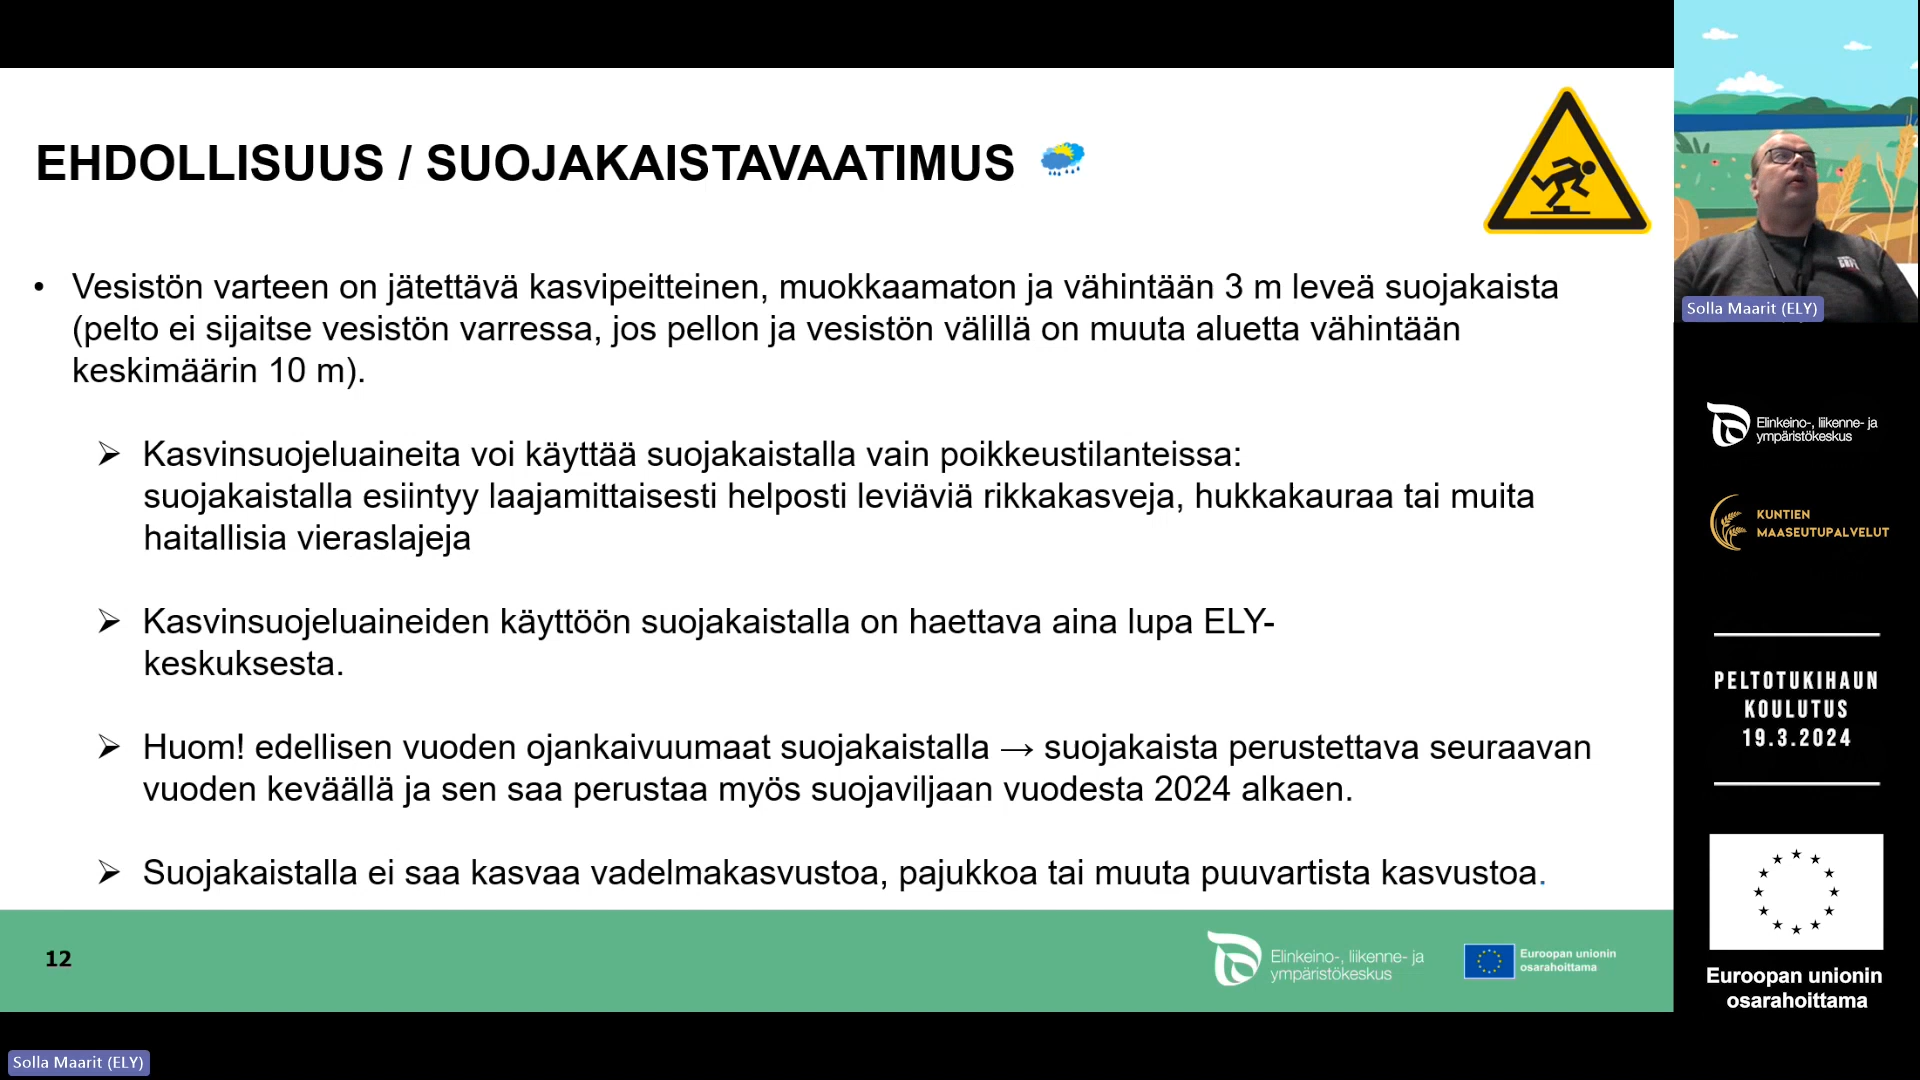 EHDOLLISUUS / SUOJAKAISTAVAATIMUS
• Vesistön varteen on jätettävä kasvipeitteinen, muokkaamaton ja vähintään 3 m leveä suojakaista
(pelto ei sijaitse vesistön varressa, jos pellon ja vesistön välillä on muuta aluetta vähintään
keskimäärin 10 m).
➢ Kasvinsuojeluaineita voi käyttää suojakaistalla vain poikkeustilanteissa:
suojakaistalla esiintyy laajamittaisesti helposti leviäviä rikkakasveja, hukkakauraa tai muita
haitallisia vieraslajeja
➢ Kasvinsuojeluaineiden käyttöön suojakaistalla on haettava aina lupa ELY-
keskuksesta.
➢ Huom! edellisen vuoden ojankaivuumaat suojakaistalla → suojakaista perustettava seuraavan
vuoden keväällä ja sen saa perustaa myös suojaviljaan vuodesta 2024 alkaen.
➢ Suojakaistalla ei saa kasvaa vadelmakasvustoa, pajukkoa tai muuta puuvartista kasvustoa.
12
Elinkeino-, liikenne- ja
ympäristökeskus
Euroopan unionin
osarahoittama
Solla Maarit (ELY)
Elinkeino-, liikenne- ja
ympäristökeskus
KUNTIEN
MAASEUTUPALVELUT
PELTOTUKIHAUN
KOULUTUS
19.3.2024
Euroopan unionin
osarahoittama
Solla Maarit (ELY)